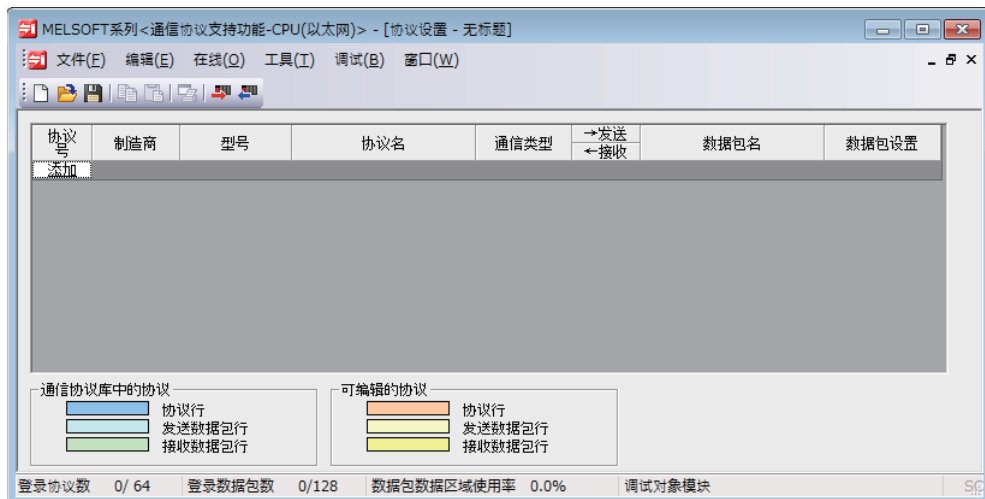 MELSOFT系列<通信协议支持功能-CPU(以太网)> - [协议设置 - 无标题]
文件(F) 编辑(E) 在线(O) 工具(T) 调试(B) 窗口(W)
协议号 制造商 型号 协议名 通信类型 →发送 ←接收 数据包名 数据包设置
添加
通信协议库中的协议 可编辑的协议
协议行 协议行
发送数据包行 发送数据包行
接收数据包行 接收数据包行
登录协议数 0/ 64 登录数据包数 0/128 数据包数据区域使用率 0.0% 调试对象模块